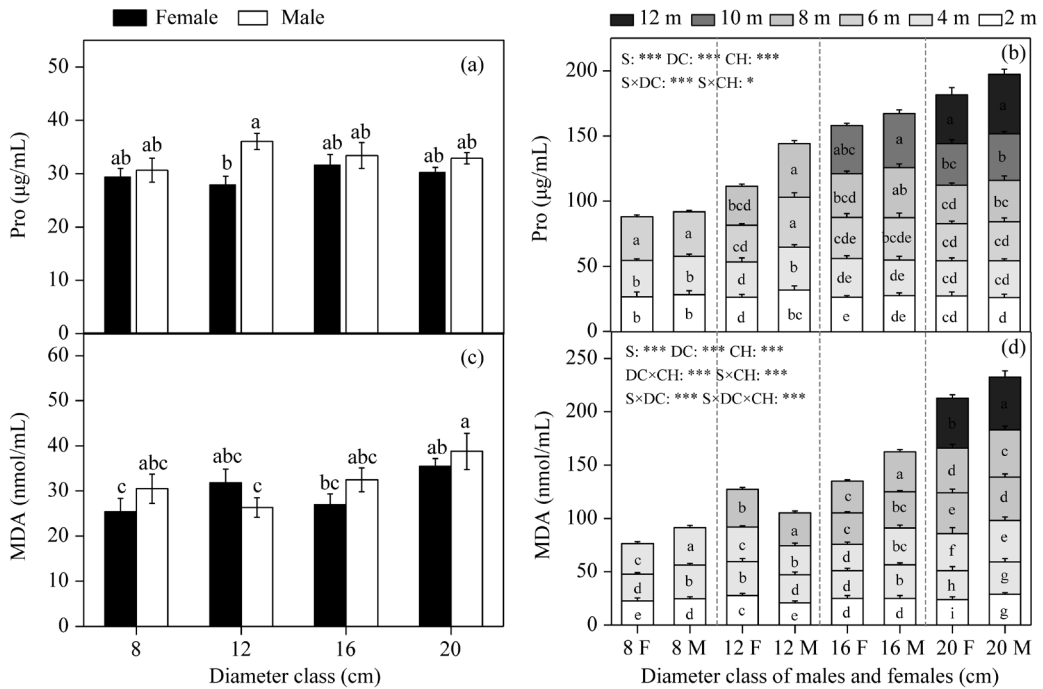 Female Male
12 m 10 m 8 m 6 m 4 m 2 m
(a)
Pro (μg/mL)
50
40
30
20
10
0
ab ab b a ab ab ab ab
(b)
S: *** DC: *** CH: ***
S×DC: *** S×CH: *
Pro (μg/mL)
200
150
100
50
0
a b b
a b b
bcd cd d d
a a b bc
abc bcd cde de e
a ab bcde de de
a bc cd cd cd cd
a b bc cd cd d
(c)
MDA (nmol/mL)
60
50
40
30
20
10
0
c abc abc c bc abc ab a
8 12 16 20
Diameter class (cm)
(d)
S: *** DC: *** CH: ***
DC×CH: *** S×CH: ***
S×DC: *** S×DC×CH: ***
MDA (nmol/mL)
250
200
150
100
50
0
c d e
a b d
b c b c
a b d e
c c d d d
a bc bc b d
b d e f h i
a c d e g g
8 F 8 M 12 F 12 M 16 F 16 M 20 F 20 M
Diameter class of males and females (cm)